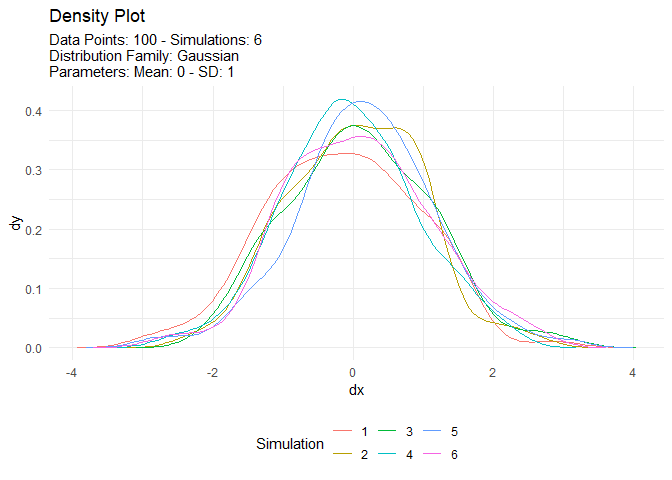 Density Plot
Data Points: 100 - Simulations: 6
Distribution Family: Gaussian
Parameters: Mean: 0 - SD: 1
dy
0.4
0.3
0.2
0.1
0.0
-4 -2 0 2 4
dx
Simulation
1 3 5
2 4 6